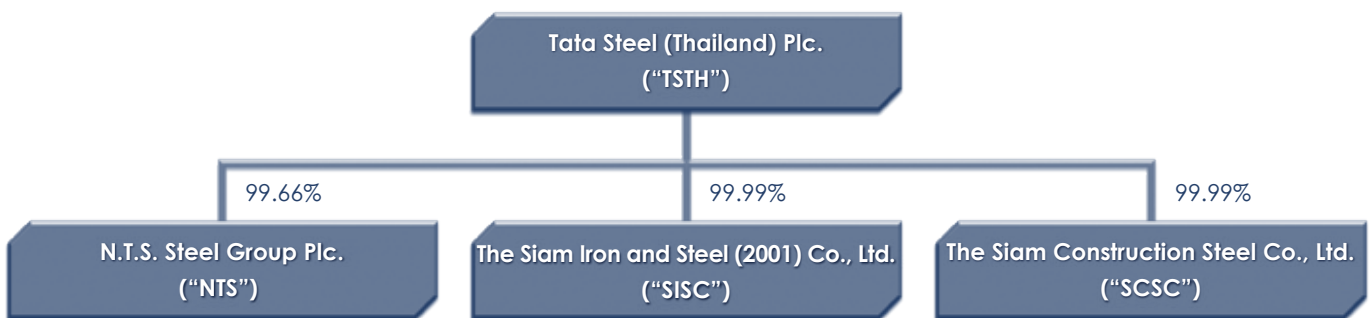 Tata Steel (Thailand) Plc.
(“TSTH”)
99.66%
99.99%
99.99%
N.T.S. Steel Group Plc.
(“NTS”)
The Siam Iron and Steel (2001) Co., Ltd.
(“SISC”)
The Siam Construction Steel Co., Ltd.
(“SCSC”)